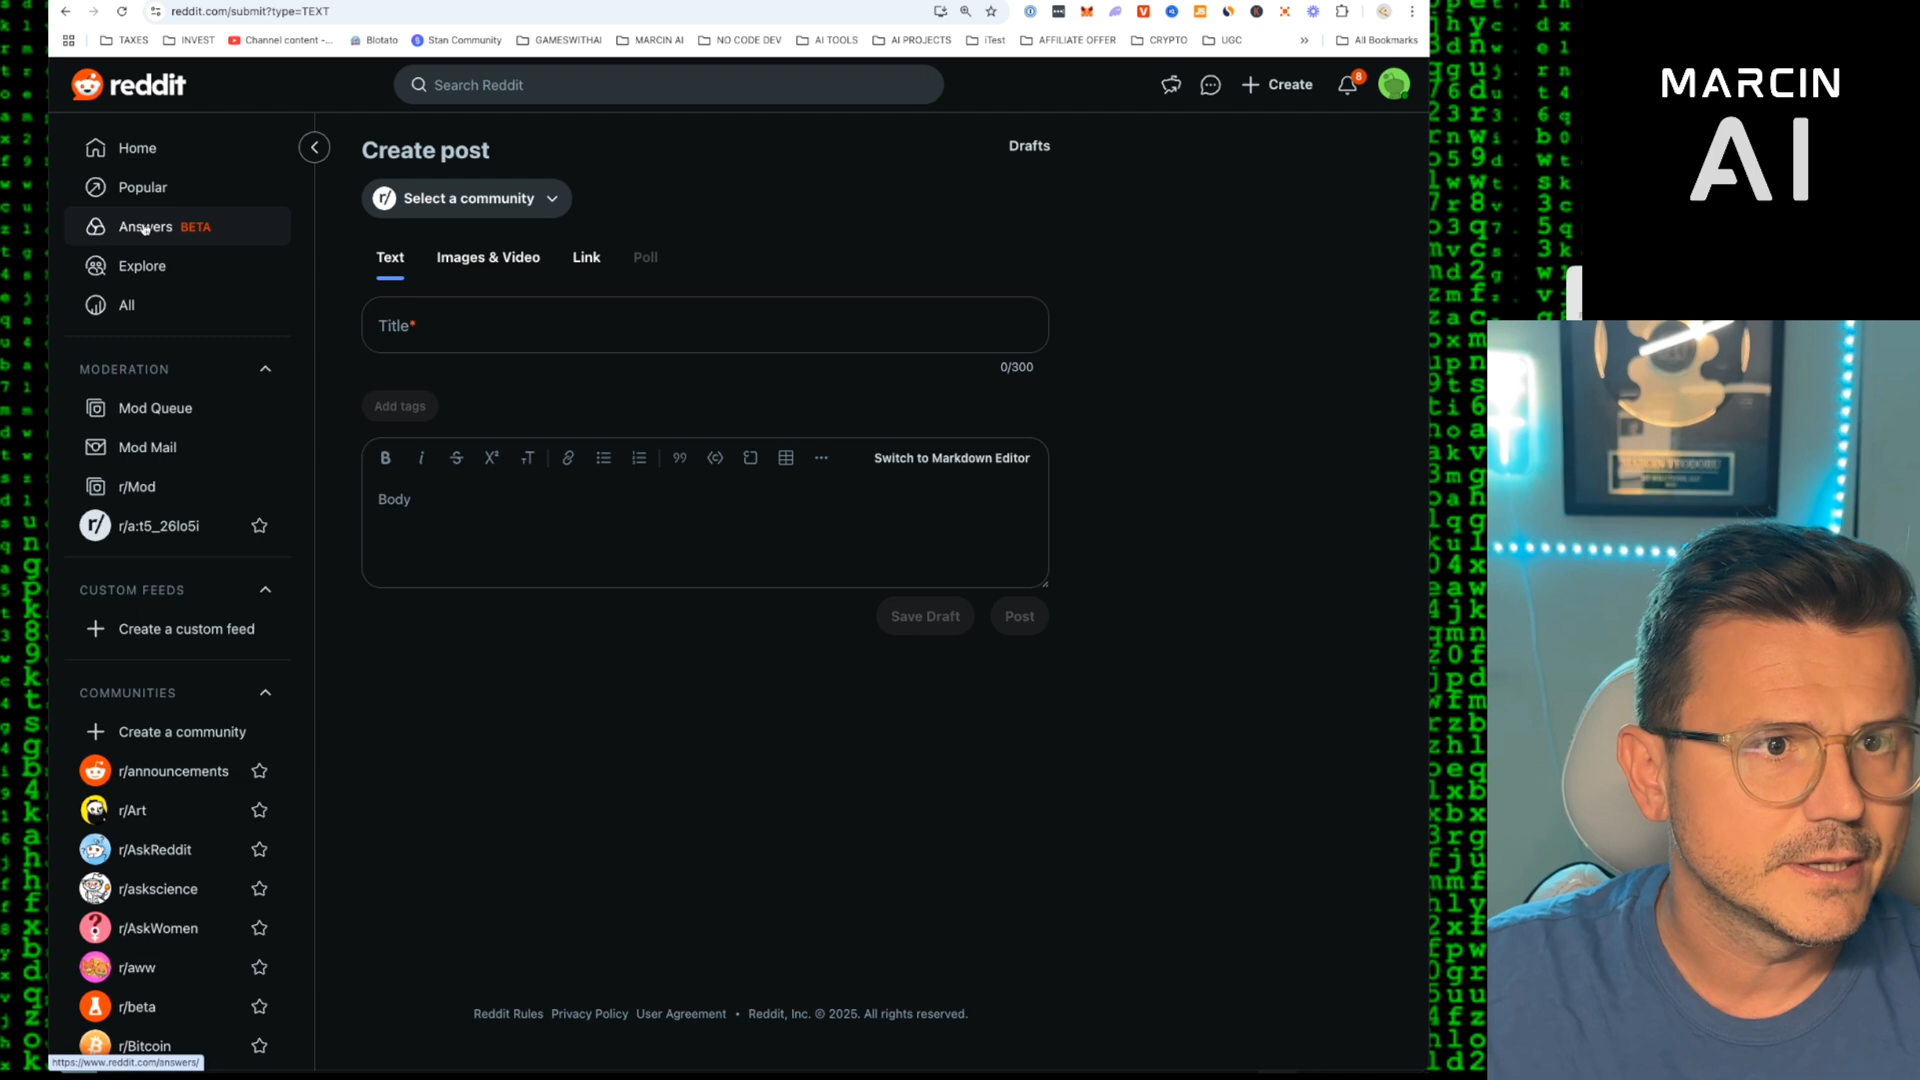 reddit.com/submit?type=TEXT
TAXES INVEST Channel content -... Blotato Stan Community GAMESWITHAI MARCIN AI NO CODE DEV AI TOOLS AI PROJECTS iTest AFFILIATE OFFER CRYPTO UGC » All Bookmarks
reddit
Search Reddit
Create
8
MARCIN
AI
Home
Popular
Answers BETA
Explore
All
MODERATION
Mod Queue
Mod Mail
r/Mod
r/ r/a:t5_26lo5i
CUSTOM FEEDS
Create a custom feed
COMMUNITIES
Create a community
r/announcements
r/Art
r/AskReddit
r/askscience
r/AskWomen
r/aww
r/beta
r/Bitcoin
https://www.reddit.com/answers/
Create post
Drafts
r/ Select a community
Text Images & Video Link Poll
Title*
0/300
Add tags
Switch to Markdown Editor
Body
Save Draft Post
Reddit Rules Privacy Policy User Agreement • Reddit, Inc. © 2025. All rights reserved.